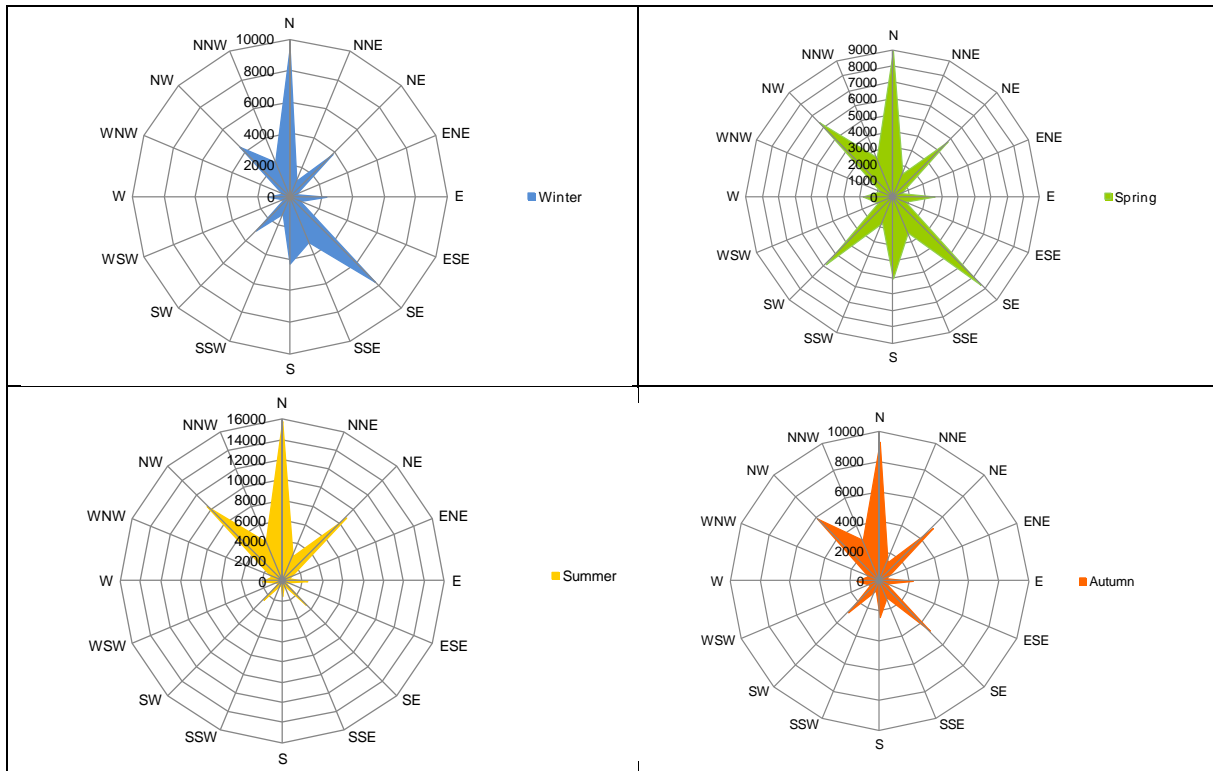 N
10000
NNW
NNE
8000
NW
NE
6000
WNW
4000
ENE
2000
W
0
E
Winter
WSW
ESE
SW
SE
SSW
SSE
S
N
9000
NNW
8000
NNE
7000
NW
NE
6000
5000
WNW
4000
ENE
3000
2000
1000
W
0
E
Spring
WSW
ESE
SW
SE
SSW
SSE
S
N
16000
NNW
14000
NNE
12000
NW
NE
10000
8000
WNW
6000
ENE
4000
2000
W
0
E
Summer
WSW
ESE
SW
SE
SSW
SSE
S
N
10000
NNW
NNE
8000
NW
NE
6000
WNW
4000
ENE
2000
W
0
E
Autumn
WSW
ESE
SW
SE
SSW
SSE
S